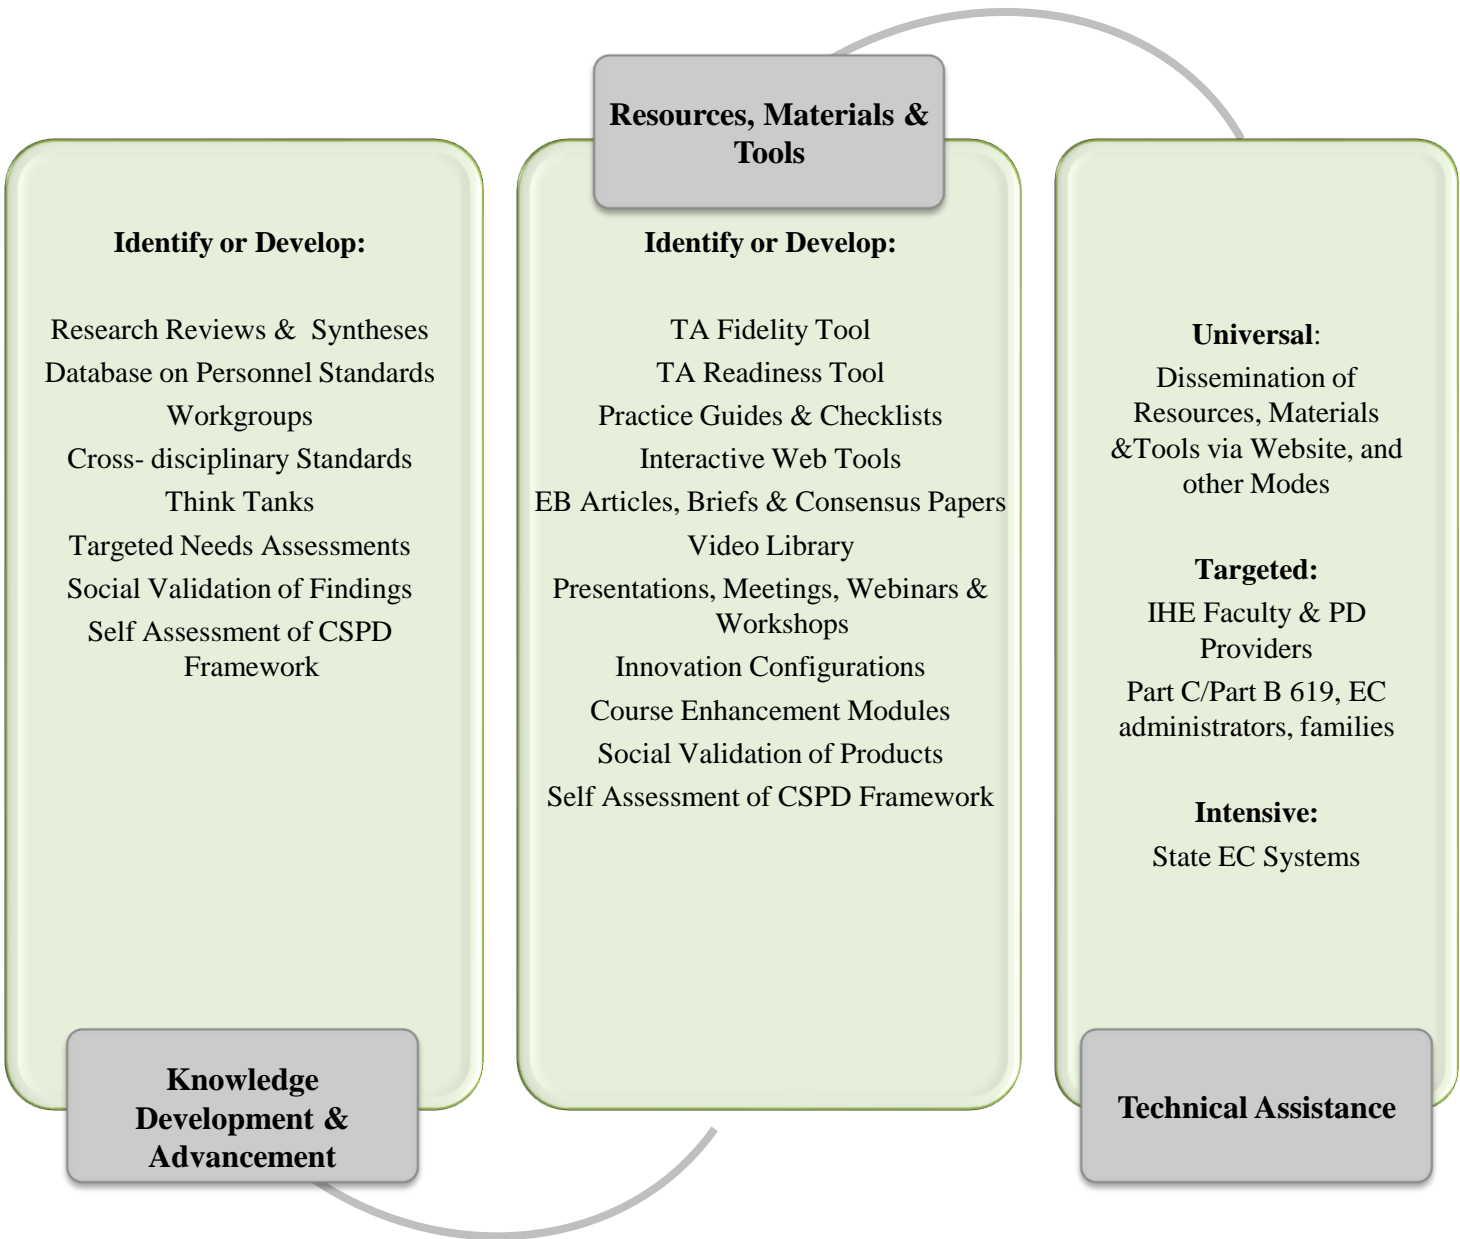 Identify or Develop:
Research Reviews & Syntheses
Database on Personnel Standards
Workgroups
Cross- disciplinary Standards
Think Tanks
Targeted Needs Assessments
Social Validation of Findings
Self Assessment of CSPD
Framework
Knowledge
Development &
Advancement
Resources, Materials &
Tools
Identify or Develop:
TA Fidelity Tool
TA Readiness Tool
Practice Guides & Checklists
Interactive Web Tools
EB Articles, Briefs & Consensus Papers
Video Library
Presentations, Meetings, Webinars &
Workshops
Innovation Configurations
Course Enhancement Modules
Social Validation of Products
Self Assessment of CSPD Framework
Universal:
Dissemination of
Resources, Materials
&Tools via Website, and
other Modes
Targeted:
IHE Faculty & PD
Providers
Part C/Part B 619, EC
administrators, families
Intensive:
State EC Systems
Technical Assistance